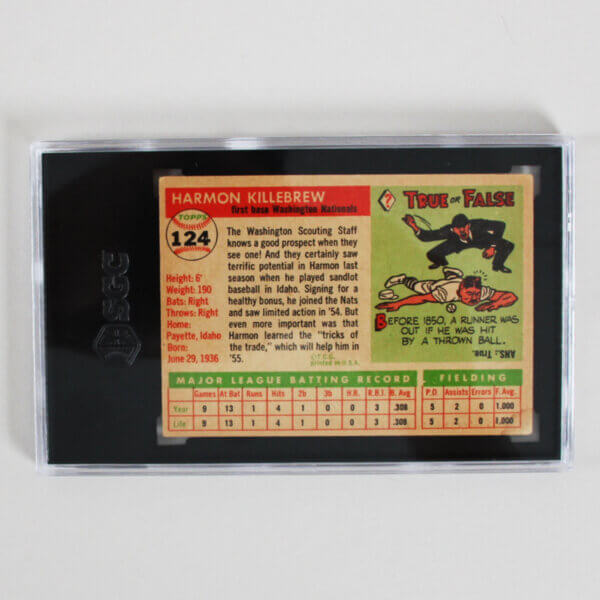 SGC
HARMON KILLEBREW
first base Washington Nationals
TOPPS
124
Height: 6'
Weight: 190
Bats: Right
Throws: Right
Home:
Payette, Idaho
Born:
June 29, 1936
The Washington Scouting Staff
knows a good prospect when they
see one! And they certainly saw
terrific potential in Harmon last
season when he played sandlot
baseball in Idaho. Signing for a
healthy bonus, he joined the Nats
and saw limited action in '54. But
even more important was that
Harmon learned the "tricks of
the trade," which will help him in
'55.
© T.C.G.
printed in U.S.A.
?
TRUE OR FALSE
BEFORE 1850, A RUNNER WAS
OUT IF HE WAS HIT
BY A THROWN BALL.
ANS.: True.
MAJOR LEAGUE BATTING RECORD FIELDING
Games At Bat Runs Hits 2b 3b H.R. R.B.I. B. Avg P.O. Assists Errors F. Avg.
Year 9 13 1 4 1 0 0 3 .308 5 2 0 1.000
Life 9 13 1 4 1 0 0 3 .308 5 2 0 1.000